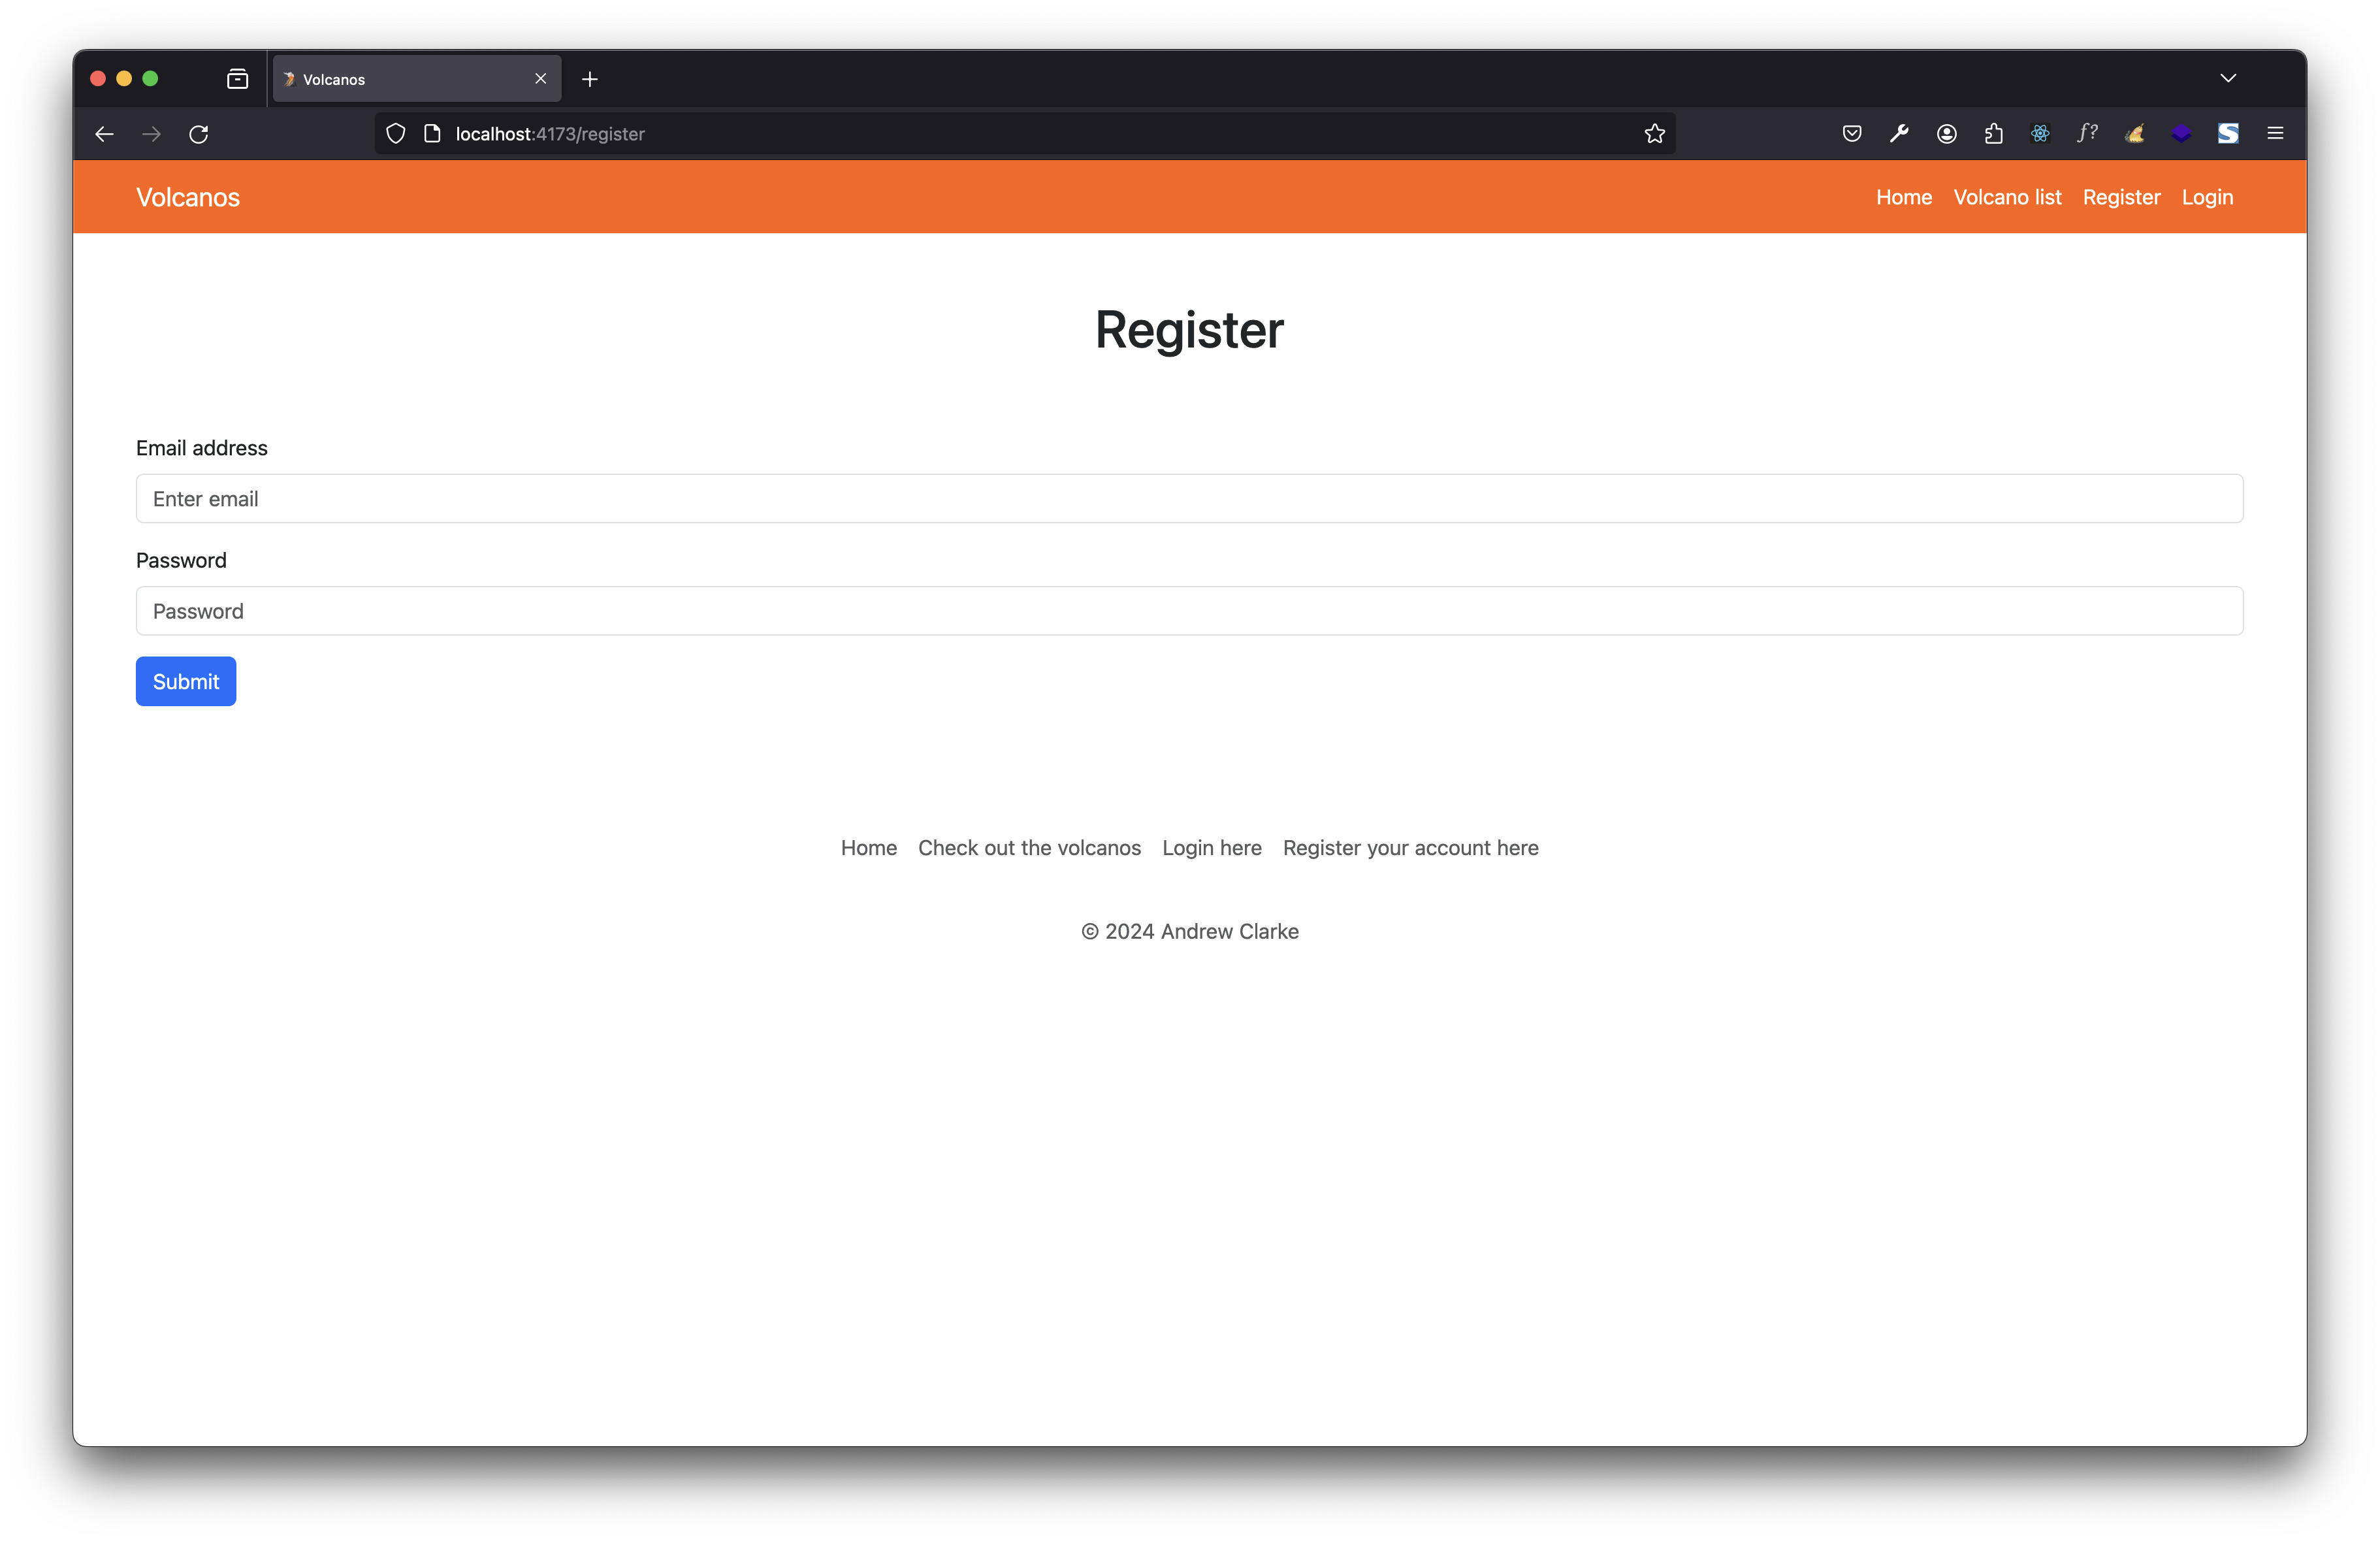 Volcanos
localhost:4173/register
f?
S
Volcanos
Home Volcano list Register Login
Register
Email address
Enter email
Password
Password
Submit
Home Check out the volcanos Login here Register your account here
© 2024 Andrew Clarke